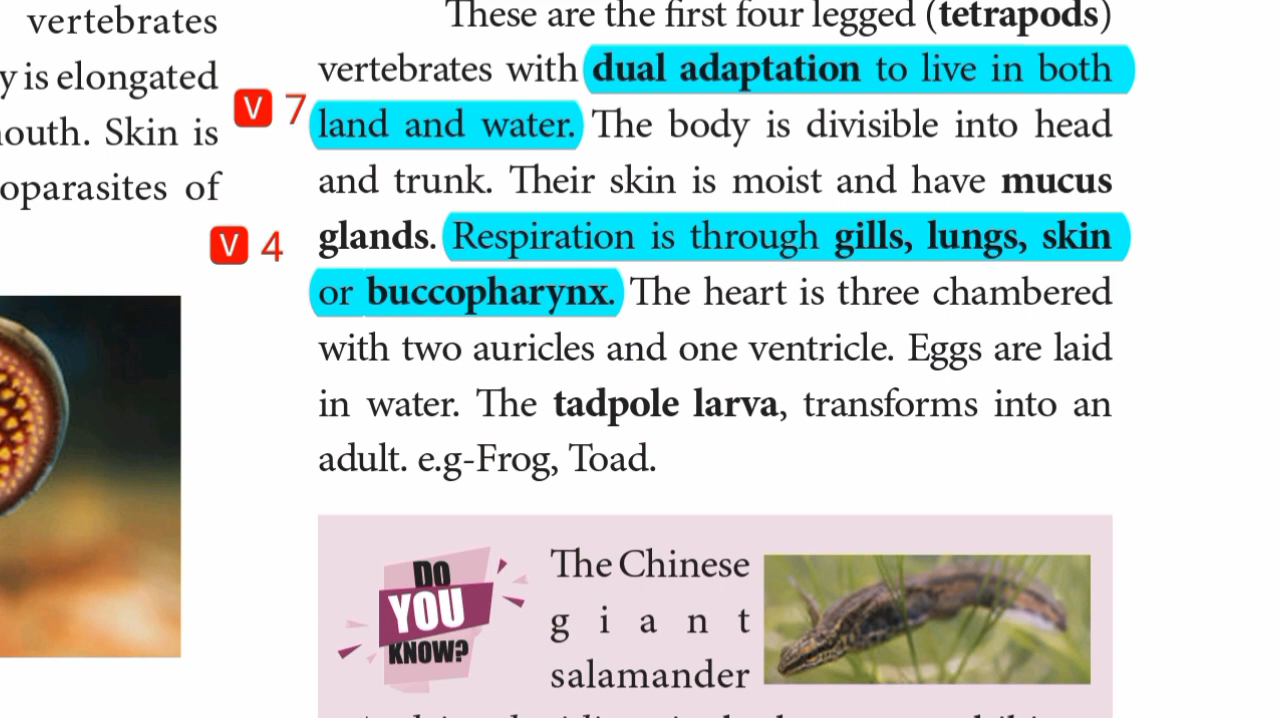 vertebrates
y is elongated
outh. Skin is
oparasites of
V 7
V 4
These are the first four legged (tetrapods)
vertebrates with dual adaptation to live in both
land and water. The body is divisible into head
and trunk. Their skin is moist and have mucus
glands. Respiration is through gills, lungs, skin
or buccopharynx. The heart is three chambered
with two auricles and one ventricle. Eggs are laid
in water. The tadpole larva, transforms into an
adult. e.g-Frog, Toad.
DO
YOU
KNOW?
The Chinese
giant
salamander